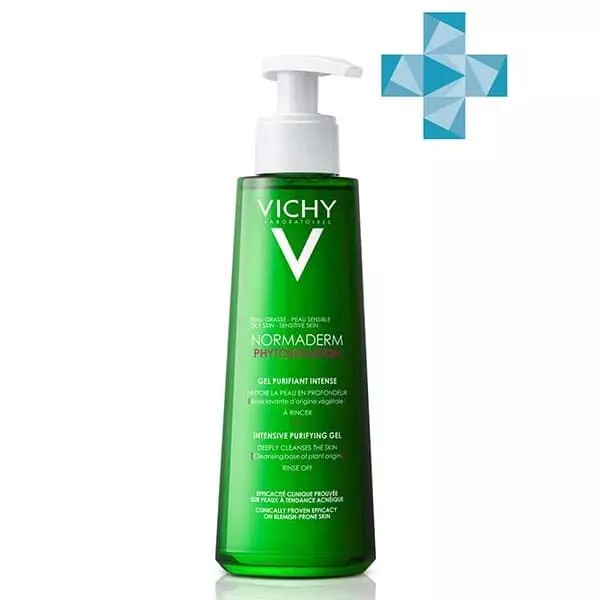 VICHY
LABORATOIRES
PEAU GRASSE - PEAU SENSIBLE
OILY SKIN - SENSITIVE SKIN
NORMADERM
PHYTOSOLUTION
GEL PURIFIANT INTENSE
NETTOIE LA PEAU EN PROFONDEUR
[Base lavante d'origine végétale]
À RINCER
INTENSIVE PURIFYING GEL
DEEPLY CLEANSES THE SKIN
[Cleansing base of plant origin]
RINSE OFF
EFFICACITÉ CLINIQUE PROUVÉE
SUR PEAUX À TENDANCE ACNÉIQUE
CLINICALLY PROVEN EFFICACY
ON BLEMISH-PRONE SKIN